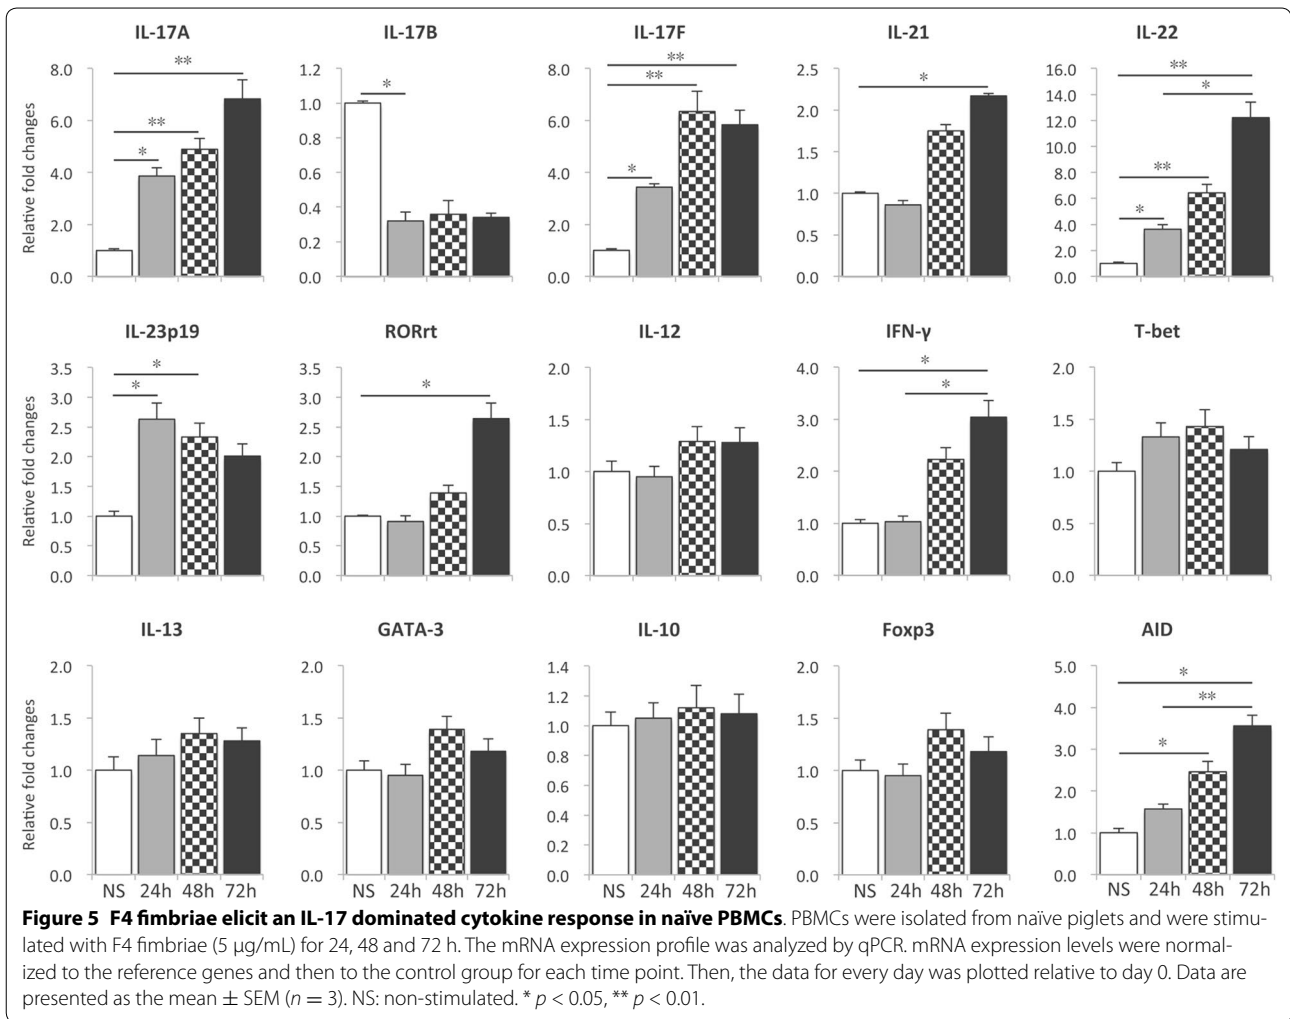 IL-17A IL-17B IL-17F IL-21 IL-22
Relative fold changes
8.0 6.0 4.0 2.0 0.0
* ** **
1.2 1.0 0.8 0.6 0.4 0.2 0.0
*
8.0 6.0 4.0 2.0 0.0
* ** **
2.5 2.0 1.5 1.0 0.5 0.0
*
16.0 14.0 12.0 10.0 8.0 6.0 4.0 2.0 0.0
* ** * **
IL-23p19 RORrt IL-12 IFN-γ T-bet
Relative fold changes
3.5 3.0 2.5 2.0 1.5 1.0 0.5 0.0
* *
3.5 3.0 2.5 2.0 1.5 1.0 0.5 0.0
*
2.0 1.5 1.0 0.5 0.0
4.0 3.0 2.0 1.0 0.0
* *
2.0 1.5 1.0 0.5 0.0
IL-13 GATA-3 IL-10 Foxp3 AID
Relative fold changes
2.0 1.5 1.0 0.5 0.0
2.0 1.5 1.0 0.5 0.0
1.4 1.2 1.0 0.8 0.6 0.4 0.2 0.0
2.0 1.5 1.0 0.5 0.0
5.0 4.0 3.0 2.0 1.0 0.0
* ** *
NS 24h 48h 72h NS 24h 48h 72h NS 24h 48h 72h NS 24h 48h 72h NS 24h 48h 72h
Figure 5 F4 fimbriae elicit an IL-17 dominated cytokine response in naïve PBMCs. PBMCs were isolated from naïve piglets and were stimu-
lated with F4 fimbriae (5 μg/mL) for 24, 48 and 72 h. The mRNA expression profile was analyzed by qPCR. mRNA expression levels were normal-
ized to the reference genes and then to the control group for each time point. Then, the data for every day was plotted relative to day 0. Data are
presented as the mean ± SEM (n = 3). NS: non-stimulated. * p < 0.05, ** p < 0.01.